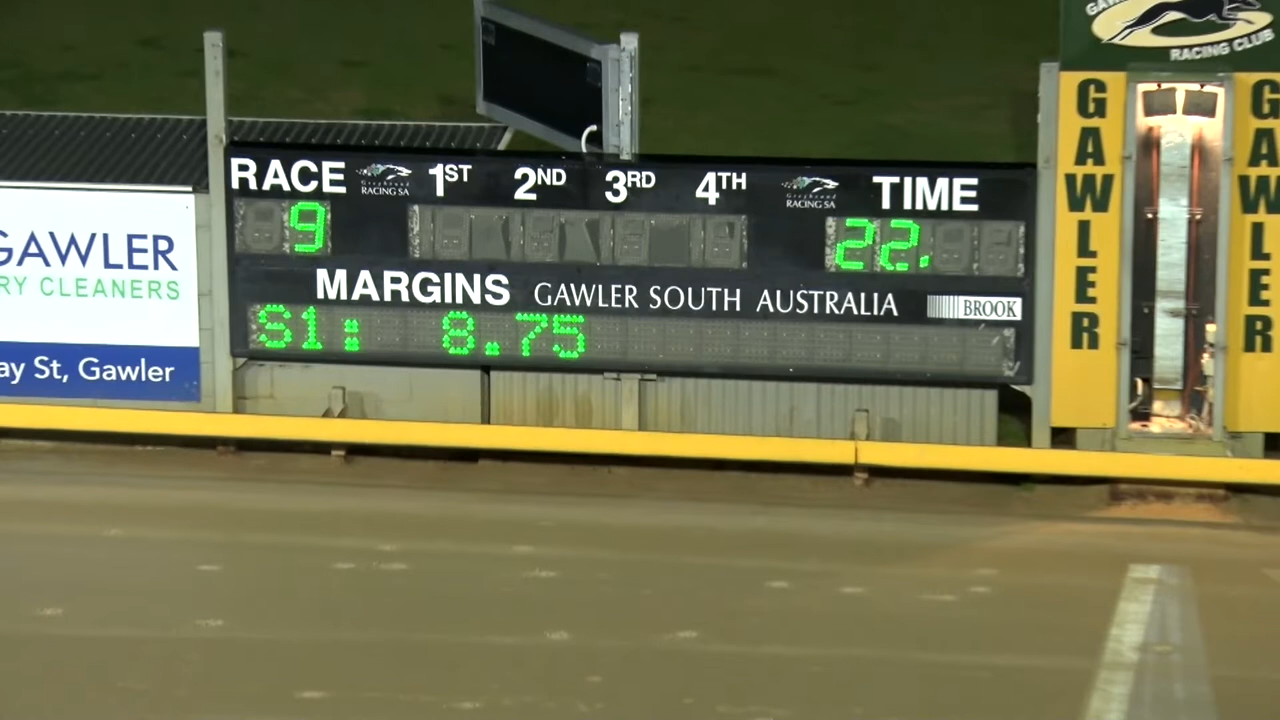 RACING CLUB
GAWLER
GAWLER
RACE
Greyhound
RACING SA
1ST
2ND
3RD
4TH
Greyhound
RACING SA
TIME
9
22.
MARGINS
GAWLER SOUTH AUSTRALIA
BROOK
S1: 8.75
GAWLER
RY CLEANERS
ay St, Gawler